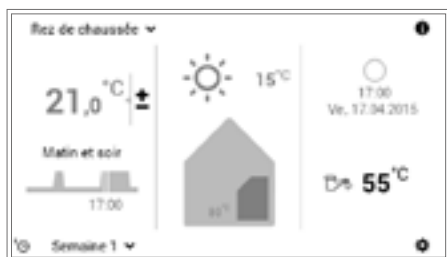 Rez de chaussée
21,0 °C ±
Matin et soir
17:00
15°C
17:00
Ve, 17.04.2015
55°C
Semaine 1